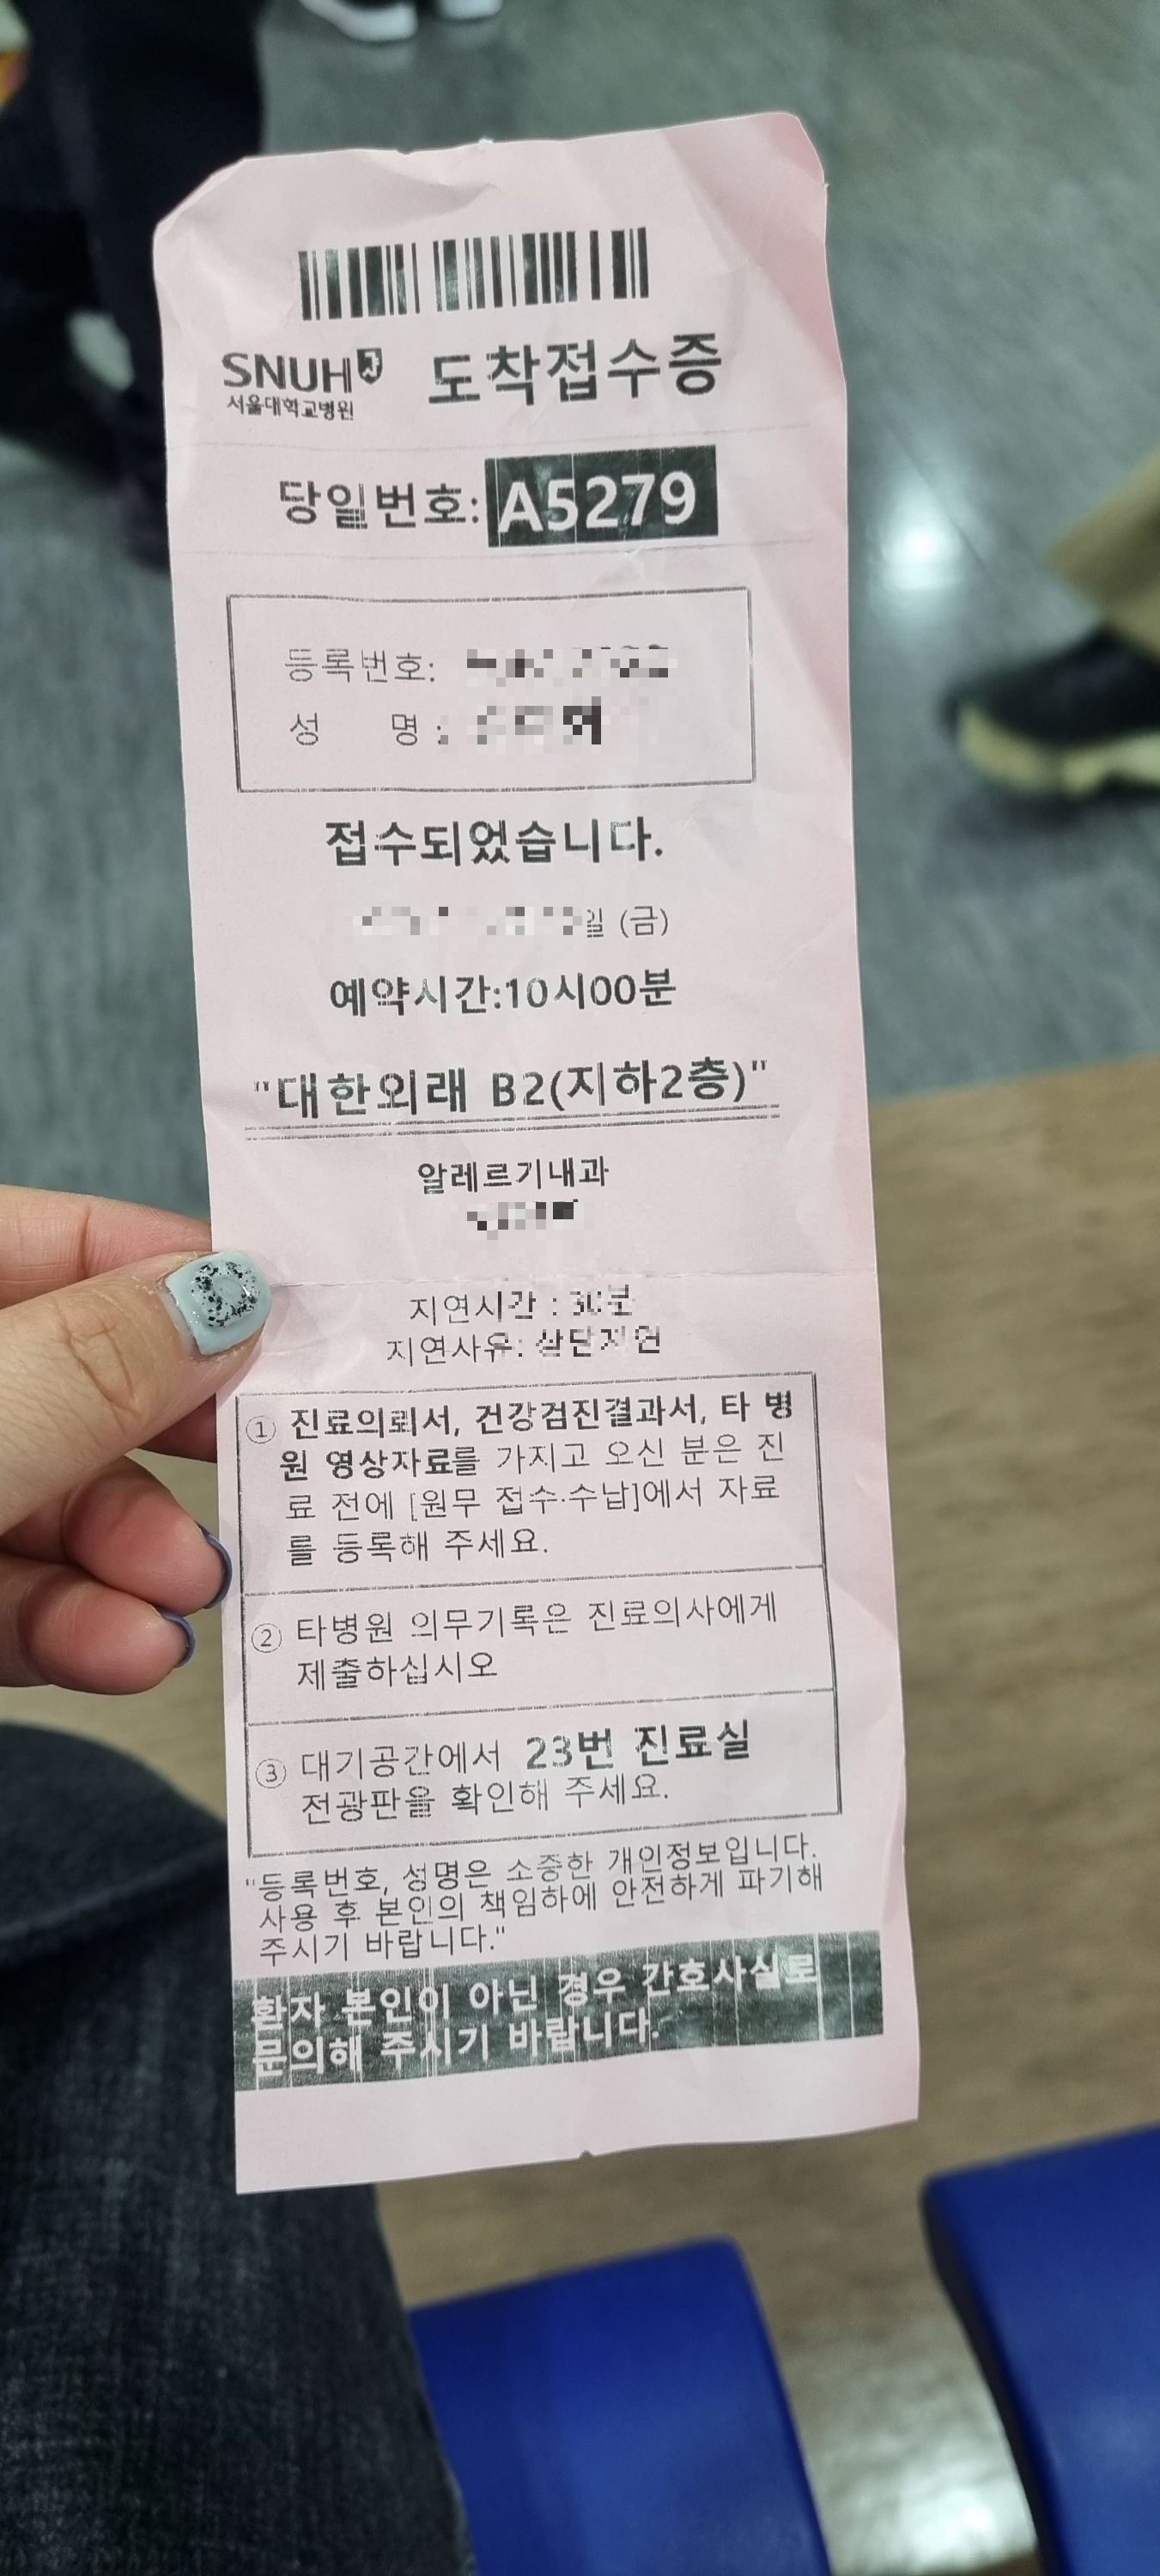 SNUH
서울대학교병원
도착접수증
당일번호: A5279
등록번호:
성 명 :
접수되었습니다.
일 (금)
예약시간:10시00분
"대한외래 B2(지하2층)"
알레르기내과
지연시간 : 30분
지연사유: 상담지연
① 진료의뢰서, 건강검진결과서, 타 병
원 영상자료를 가지고 오신 분은 진
료 전에 [원무 접수·수납]에서 자료
를 등록해 주세요.
② 타병원 의무기록은 진료의사에게
제출하십시오
③ 대기공간에서 23번 진료실
전광판을 확인해 주세요.
"등록번호, 성명은 소중한 개인정보입니다.
사용 후 본인의 책임하에 안전하게 파기해
주시기 바랍니다."
환자 본인이 아닌 경우 간호사실로
문의해 주시기 바랍니다.